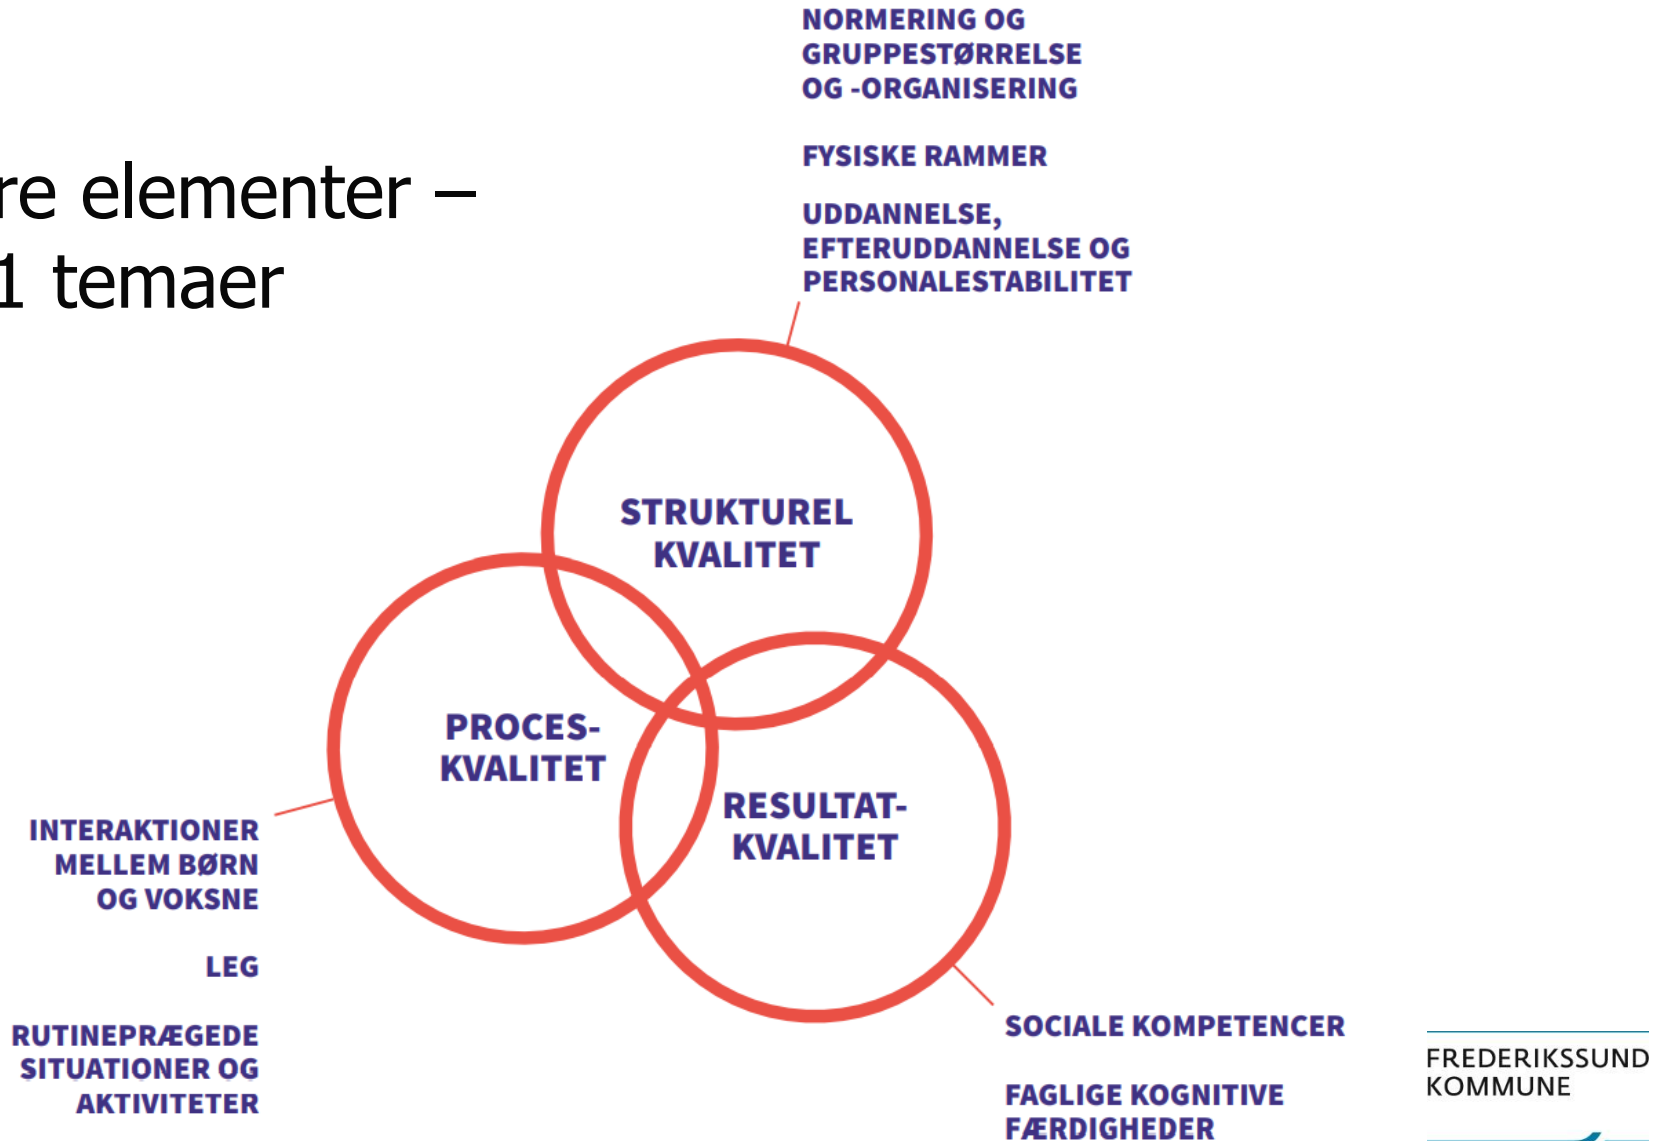 re elementer –
1 temaer
NORMERING OG
GRUPPESTØRRELSE
OG -ORGANISERING
FYSISKE RAMMER
UDDANNELSE,
EFTERUDDANNELSE OG
PERSONALESTABILITET
STRUKTUREL
KVALITET
PROCES-
KVALITET
RESULTAT-
KVALITET
INTERAKTIONER
MELLEM BØRN
OG VOKSNE
LEG
RUTINEPRÆGEDE
SITUATIONER OG
AKTIVITETER
SOCIALE KOMPETENCER
FAGLIGE KOGNITIVE
FÆRDIGHEDER
FREDERIKSSUND
KOMMUNE